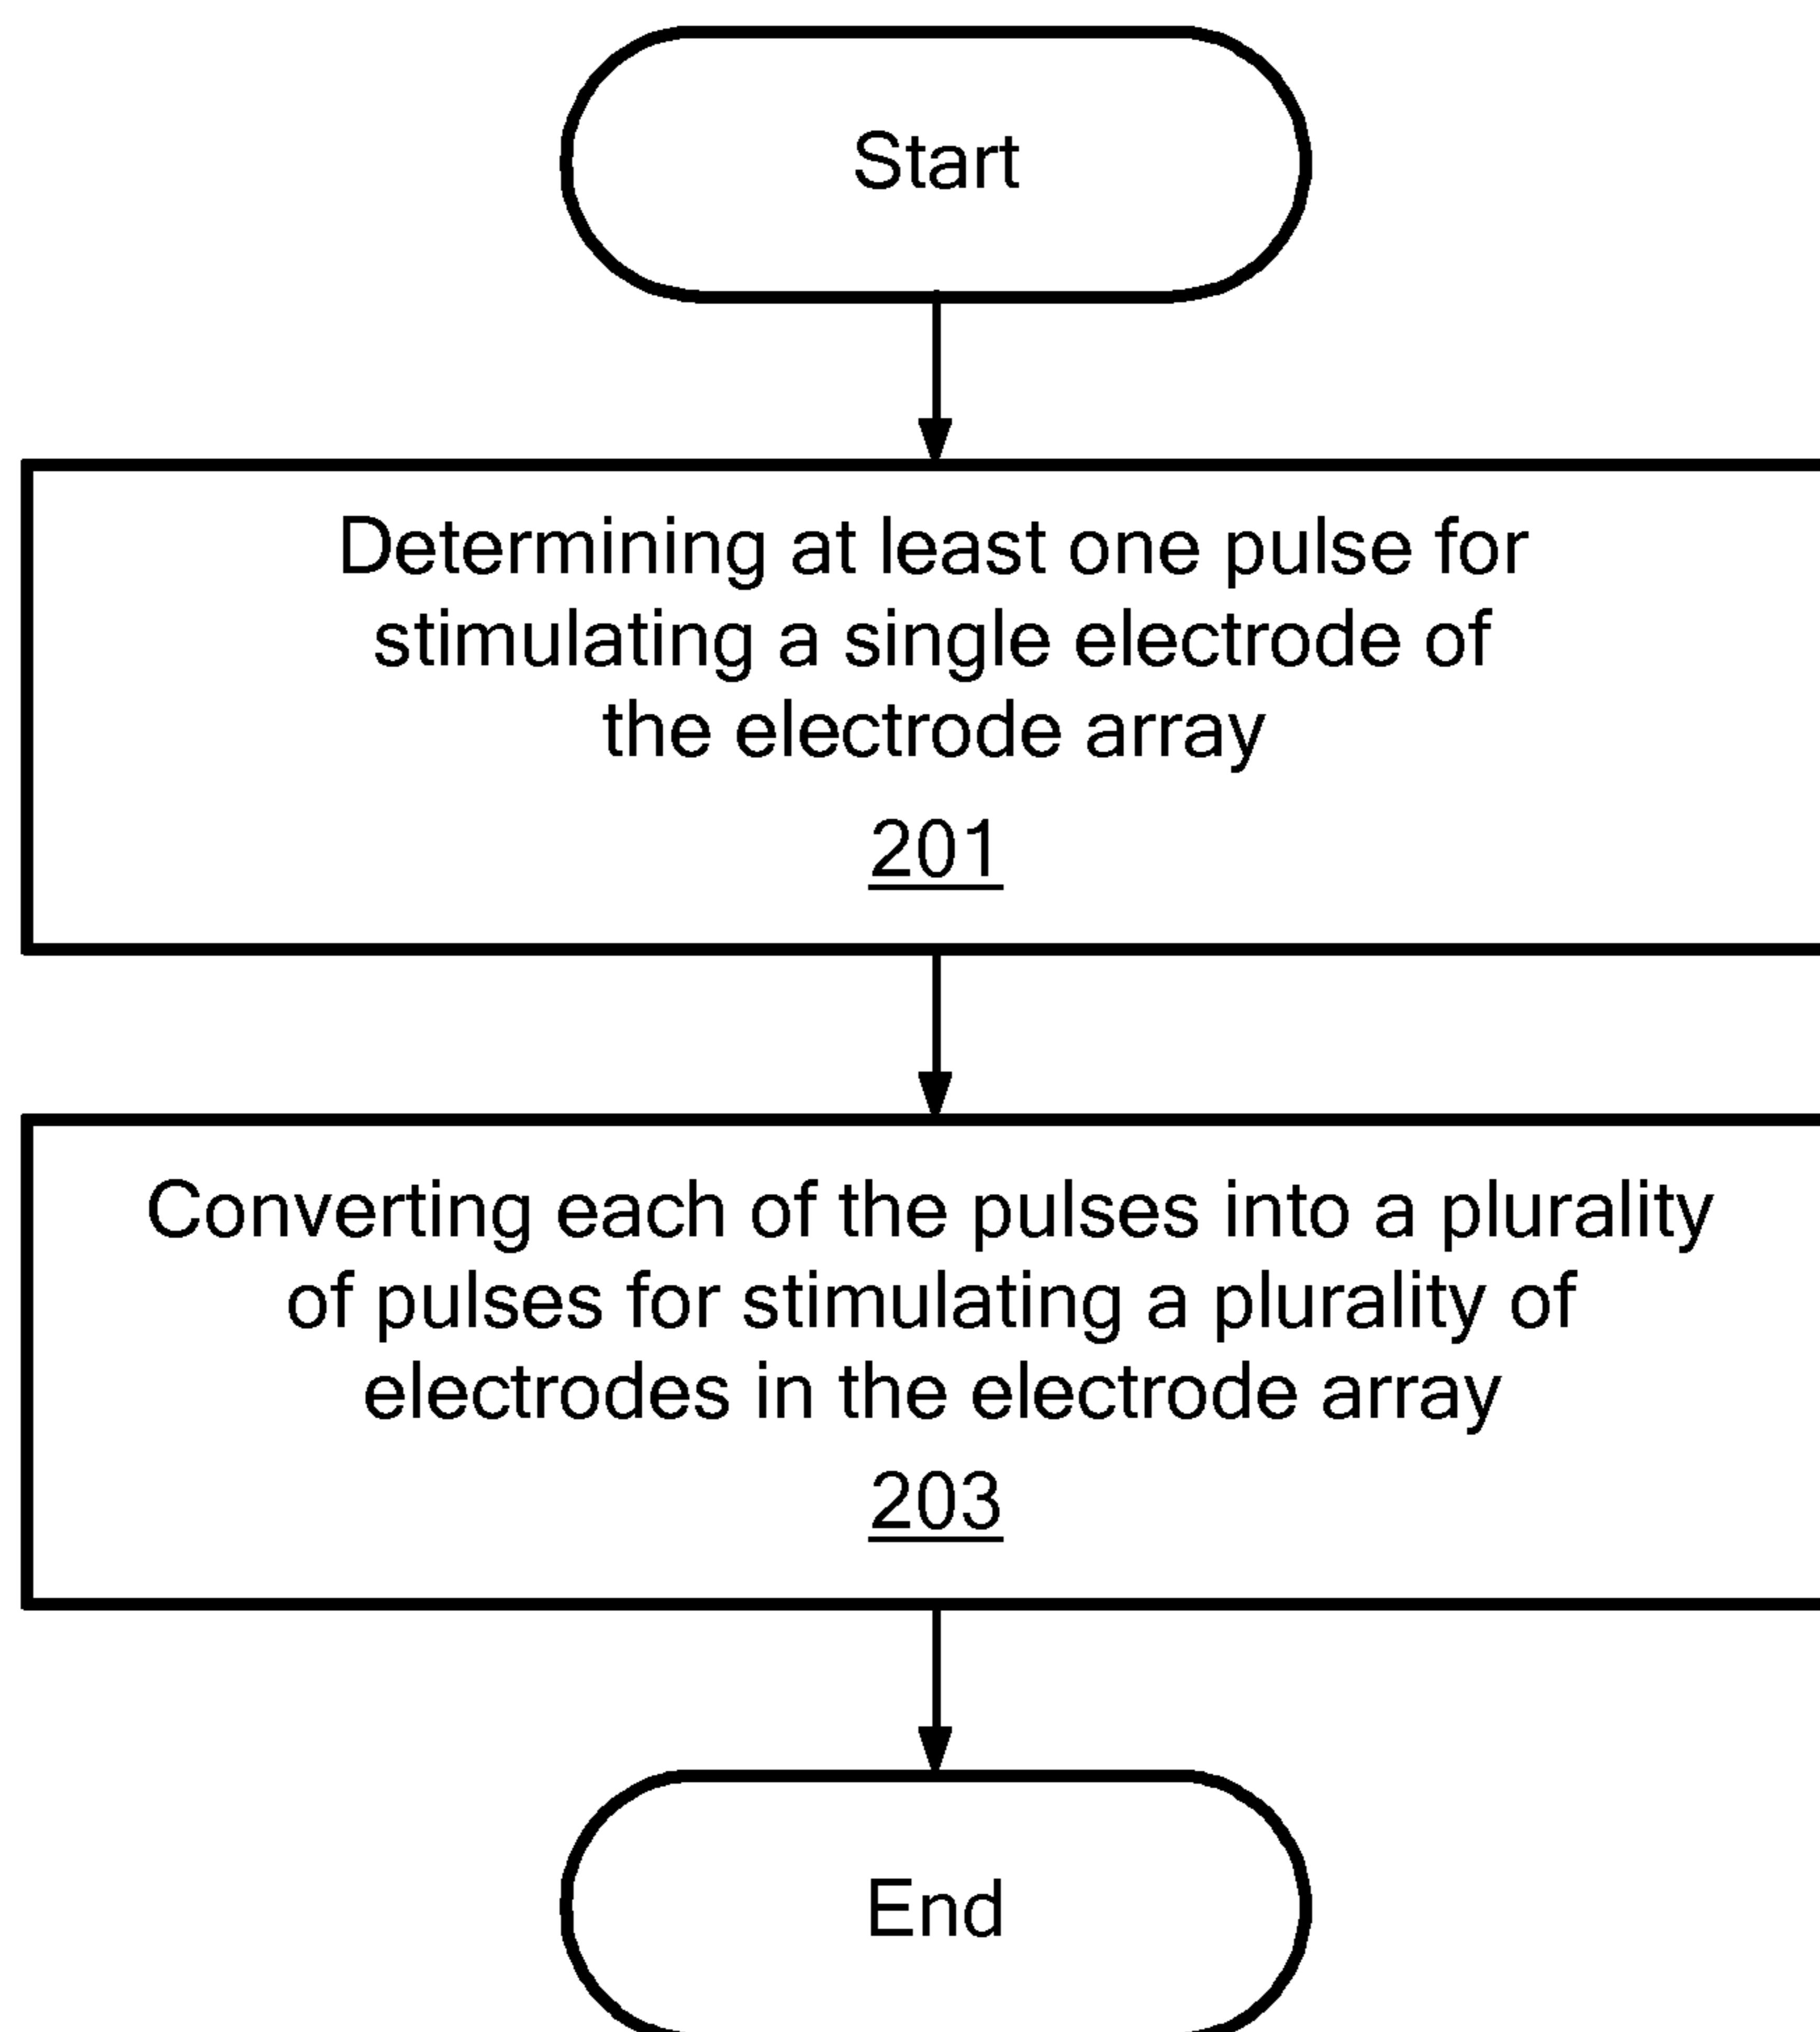 Start
Determining at least one pulse for
stimulating a single electrode of
the electrode array
201
Converting each of the pulses into a plurality
of pulses for stimulating a plurality of
electrodes in the electrode array
203
End